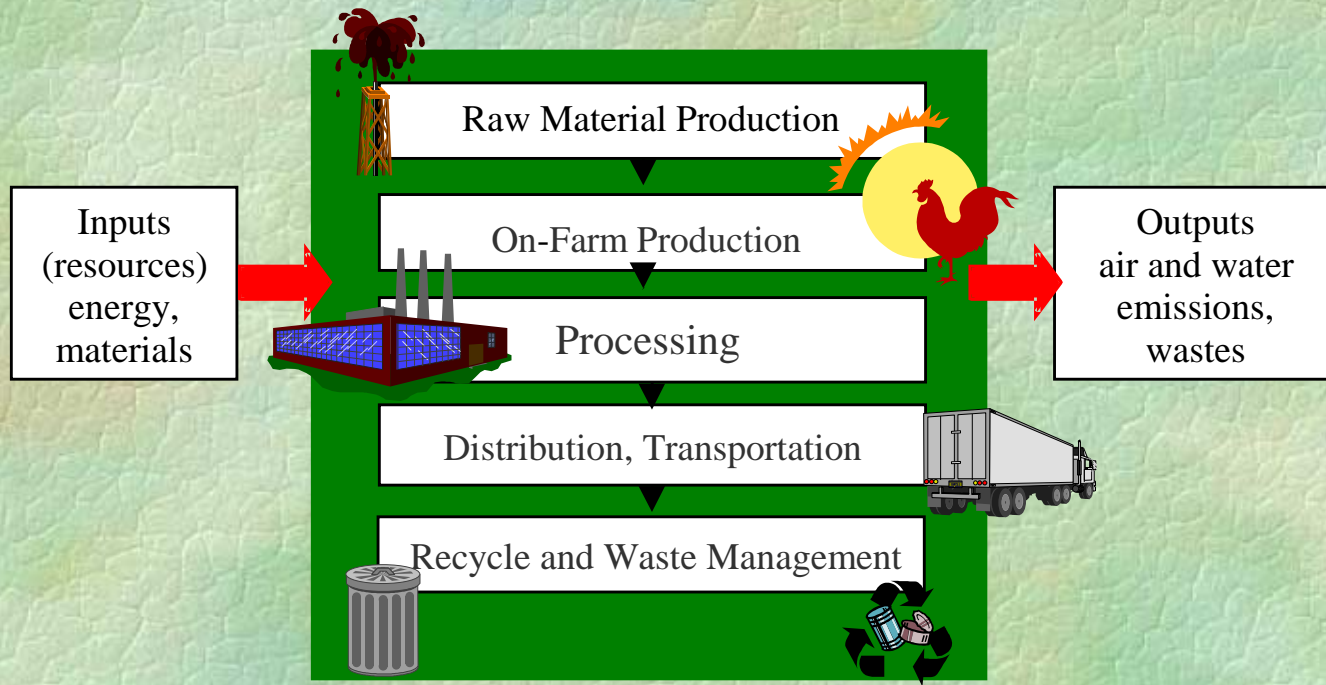 Raw Material Production
Inputs
(resources)
energy,
materials
On-Farm Production
Outputs
air and water
emissions,
wastes
Processing
Distribution, Transportation
Recycle and Waste Management